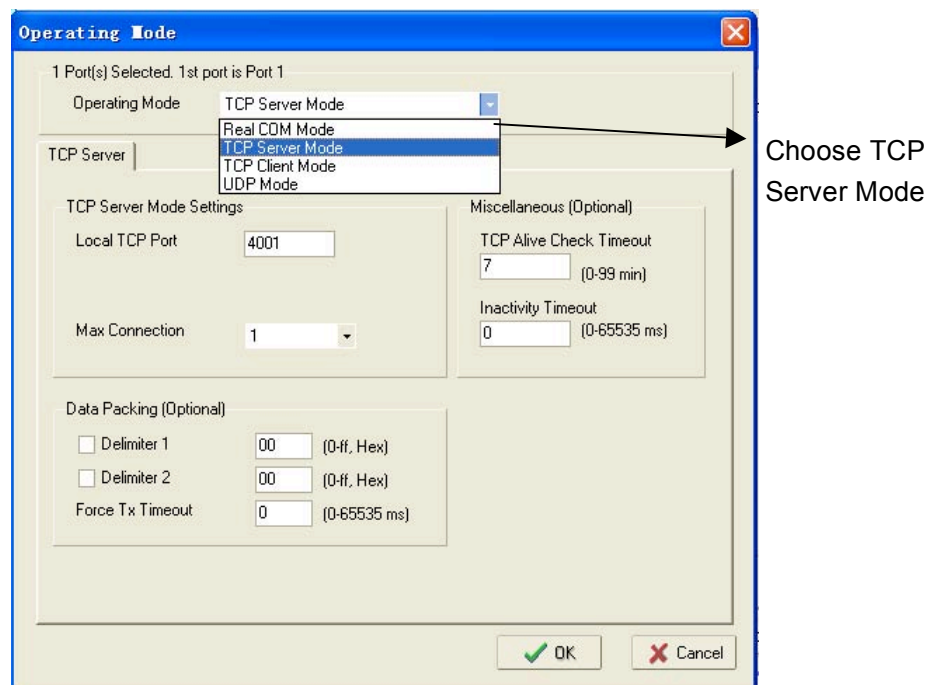 Operating Mode
1 Port(s) Selected. 1st port is Port 1
Operating Mode
TCP Server Mode
Real COM Mode
TCP Server Mode
TCP Client Mode
UDP Mode
Choose TCP
Server Mode
TCP Server
TCP Server Mode Settings
Local TCP Port 4001
Max Connection 1
Miscellaneous (Optional)
TCP Alive Check Timeout
7 (0-99 min)
Inactivity Timeout
0 (0-65535 ms)
Data Packing (Optional)
Delimiter 1 00 (0-ff, Hex)
Delimiter 2 00 (0-ff, Hex)
Force Tx Timeout 0 (0-65535 ms)
OK Cancel